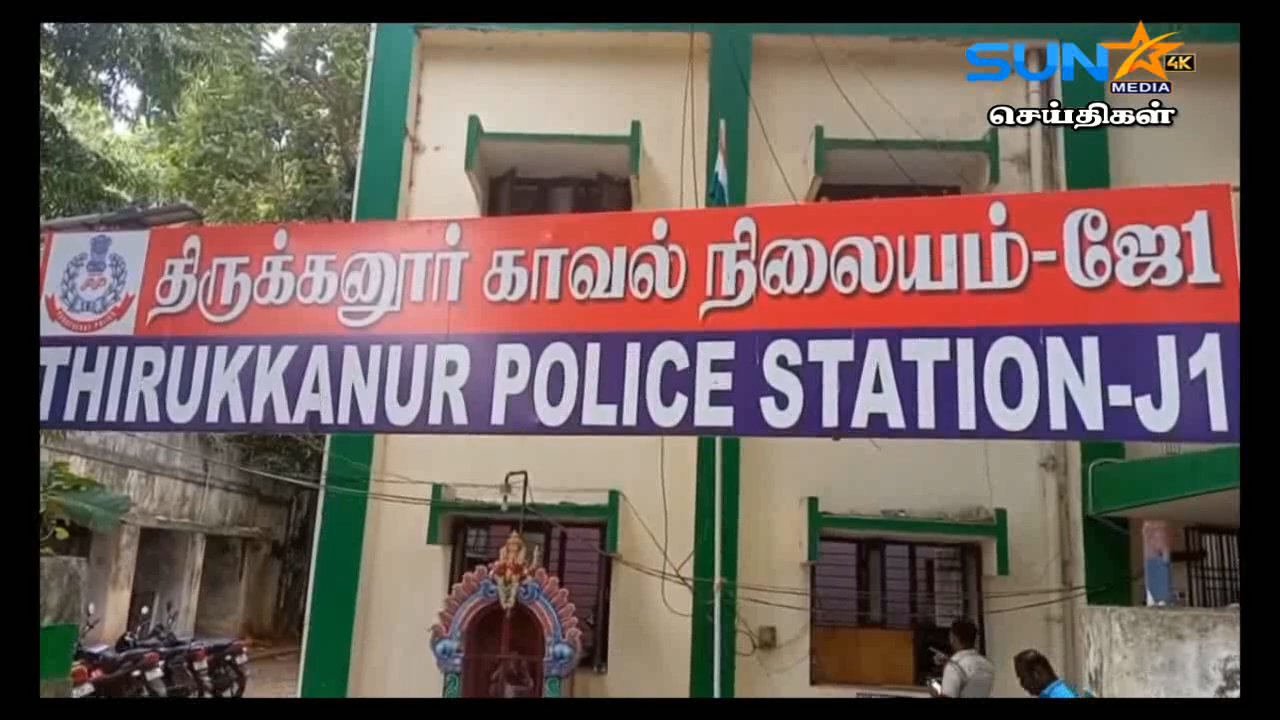 SUN
4K
MEDIA
செய்திகள்
திருக்கனூர் காவல் நிலையம்-ஜே1
THIRUKKANUR POLICE STATION-J1